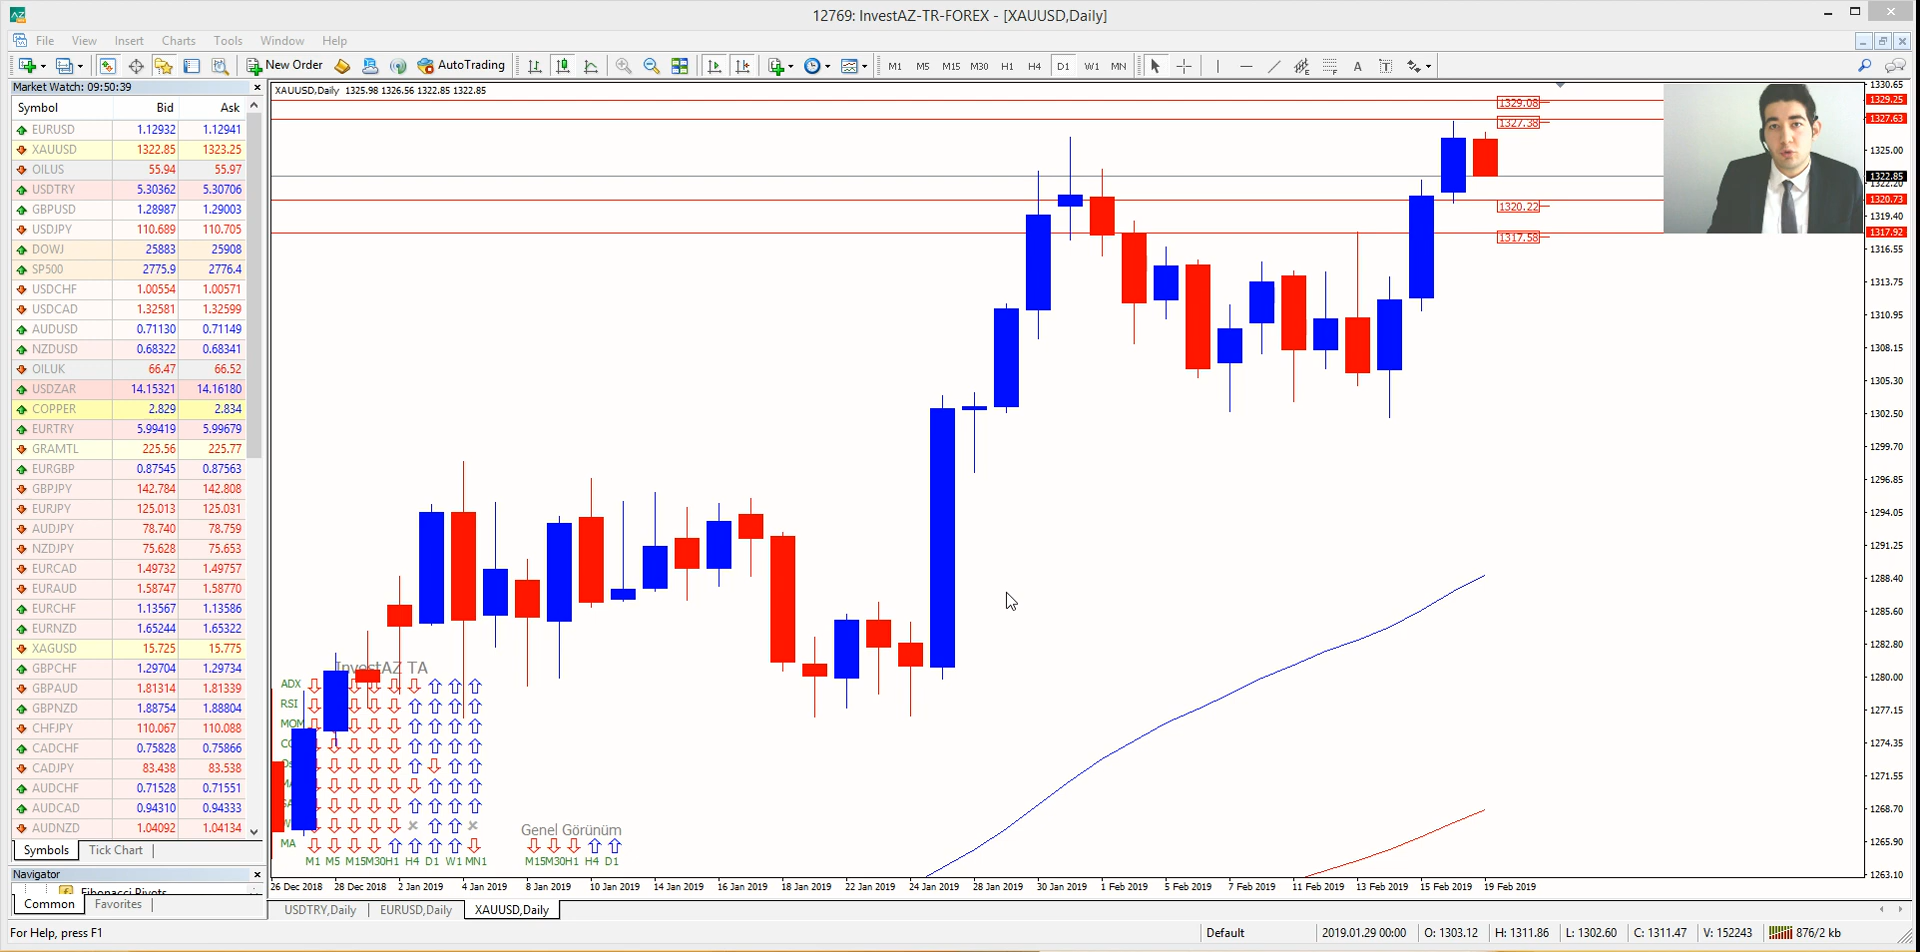 12769: InvestAZ-TR-FOREX - [XAUUSD,Daily]
File View Insert Charts Tools Window Help
New Order AutoTrading M1 M5 M15 M30 H1 H4 D1 W1 MN
Market Watch: 09:50:39
Symbol Bid Ask
EURUSD 1.12932 1.12941
XAUUSD 1322.85 1323.25
OILUS 55.94 55.97
USDTRY 5.30362 5.30706
GBPUSD 1.28987 1.29003
USDJPY 110.689 110.705
DOWJ 25883 25908
SP500 2775.9 2776.4
USDCHF 1.00554 1.00571
USDCAD 1.32581 1.32599
AUDUSD 0.71130 0.71149
NZDUSD 0.68322 0.68341
OILUK 66.47 66.52
USDZAR 14.15321 14.16180
COPPER 2.829 2.834
EURTRY 5.99419 5.99679
GRAMTL 225.56 225.77
EURGBP 0.87545 0.87563
GBPJPY 142.784 142.808
EURJPY 125.013 125.031
AUDJPY 78.740 78.759
NZDJPY 75.628 75.653
EURCAD 1.49732 1.49757
EURAUD 1.58747 1.58770
EURCHF 1.13567 1.13586
EURNZD 1.65244 1.65322
XAGUSD 15.725 15.775
GBPCHF 1.29704 1.29734
GBPAUD 1.81314 1.81339
GBPNZD 1.88754 1.88804
CHFJPY 110.067 110.088
CADCHF 0.75828 0.75866
CADJPY 83.438 83.538
AUDCHF 0.71528 0.71551
AUDCAD 0.94310 0.94333
AUDNZD 1.04092 1.04134
Symbols Tick Chart
Navigator
Fibonacci Pivots
Common Favorites
XAUUSD,Daily 1325.98 1326.56 1322.85 1322.85
1329.08
1327.38
1320.22
1317.58
1330.65
1329.25
1327.63
1325.00
1322.85
1322.20
1320.73
1319.40
1317.92
1316.55
1313.75
1310.95
1308.15
1305.30
1302.50
1299.70
1296.85
1294.05
1291.25
1288.40
1285.60
1282.80
1280.00
1277.15
1274.35
1271.55
1268.70
1265.90
1263.10
InvestAZ TA
ADX
RSI
MOM
MA
M1 M5 M15 M30 H1 H4 D1 W1 MN1
Genel Görünüm
M15 M30 H1 H4 D1
26 Dec 2018 28 Dec 2018 2 Jan 2019 4 Jan 2019 8 Jan 2019 10 Jan 2019 14 Jan 2019 16 Jan 2019 18 Jan 2019 22 Jan 2019 24 Jan 2019 28 Jan 2019 30 Jan 2019 1 Feb 2019 5 Feb 2019 7 Feb 2019 11 Feb 2019 13 Feb 2019 15 Feb 2019 19 Feb 2019
USDTRY,Daily EURUSD,Daily XAUUSD,Daily
For Help, press F1 Default 2019.01.29 00:00 O: 1303.12 H: 1311.86 L: 1302.60 C: 1311.47 V: 152243 876/2 kb